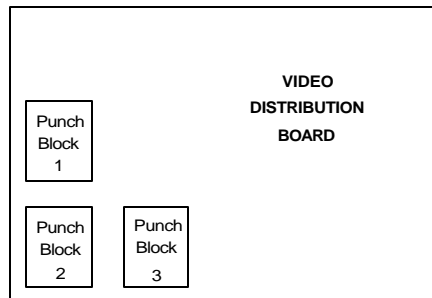 VIDEO
DISTRIBUTION
BOARD
Punch
Block
1
Punch
Block
2
Punch
Block
3